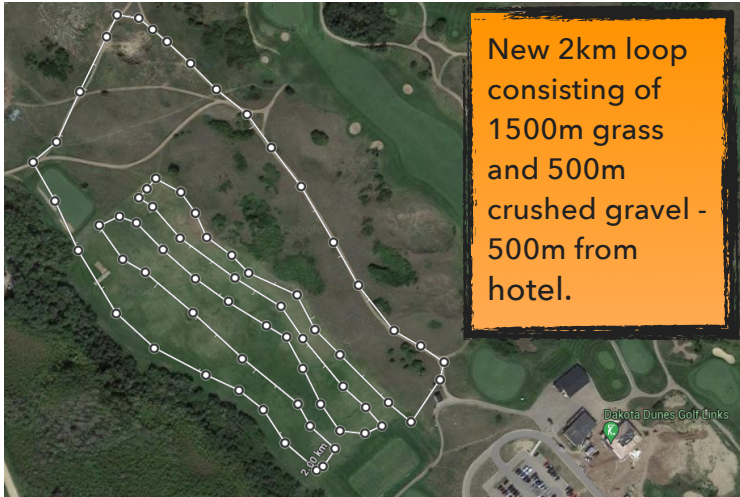 New 2km loop
consisting of
1500m grass
and 500m
crushed gravel -
500m from
hotel.
Dakota Dunes Golf Links
2.00 km